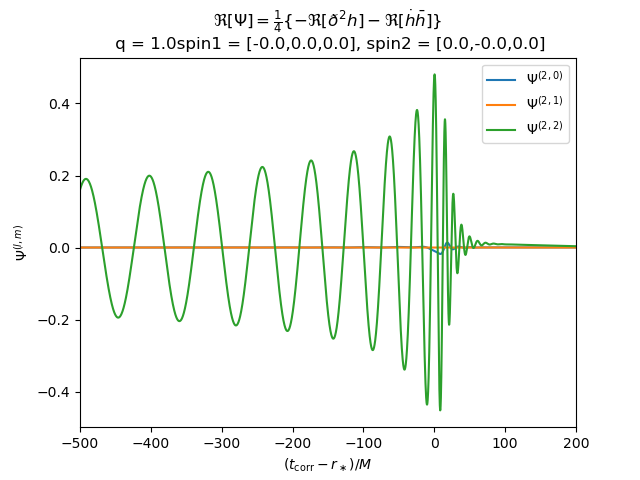 ℜ[Ψ] = 1/4{−ℜ[ð²h] − ℜ[ḣh̄]}
q = 1.0spin1 = [-0.0,0.0,0.0], spin2 = [0.0,-0.0,0.0]
Ψ⁽²˒⁰⁾
Ψ⁽²˒¹⁾
Ψ⁽²˒²⁾
0.4
0.2
0.0
−0.2
−0.4
Ψ^(l, m)
−500 −400 −300 −200 −100 0 100 200
(t_corr − r_∗)/M